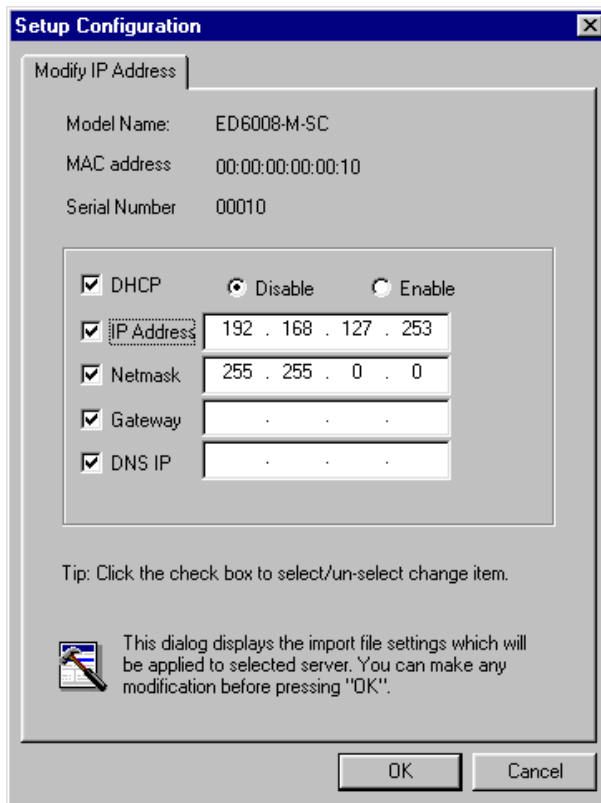 Setup Configuration
Modify IP Address
Model Name: ED6008-M-SC
MAC address 00:00:00:00:00:10
Serial Number 00010
DHCP Disable Enable
IP Address 192 . 168 . 127 . 253
Netmask 255 . 255 . 0 . 0
Gateway . . .
DNS IP . . .
Tip: Click the check box to select/un-select change item.
This dialog displays the import file settings which will
be applied to selected server. You can make any
modification before pressing "OK".
OK Cancel